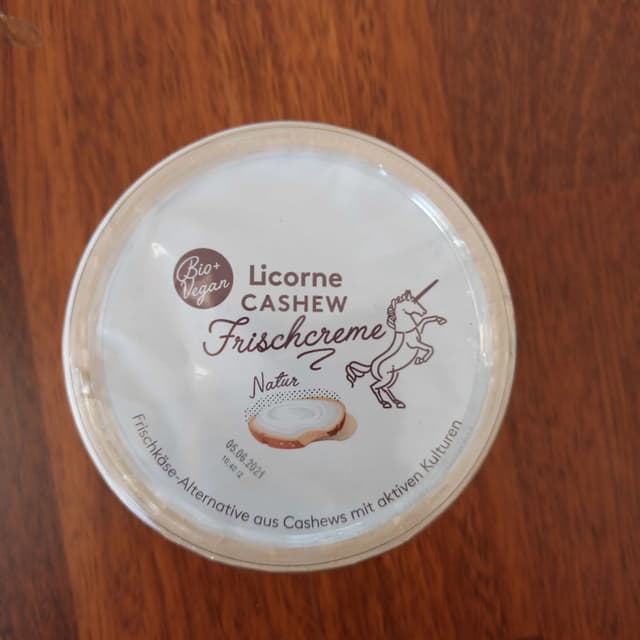 Bio+
Vegan
Licorne
CASHEW
Frischcreme
Natur
05.06.2021
Frischkäse-Alternative aus Cashews mit aktiven Kulturen